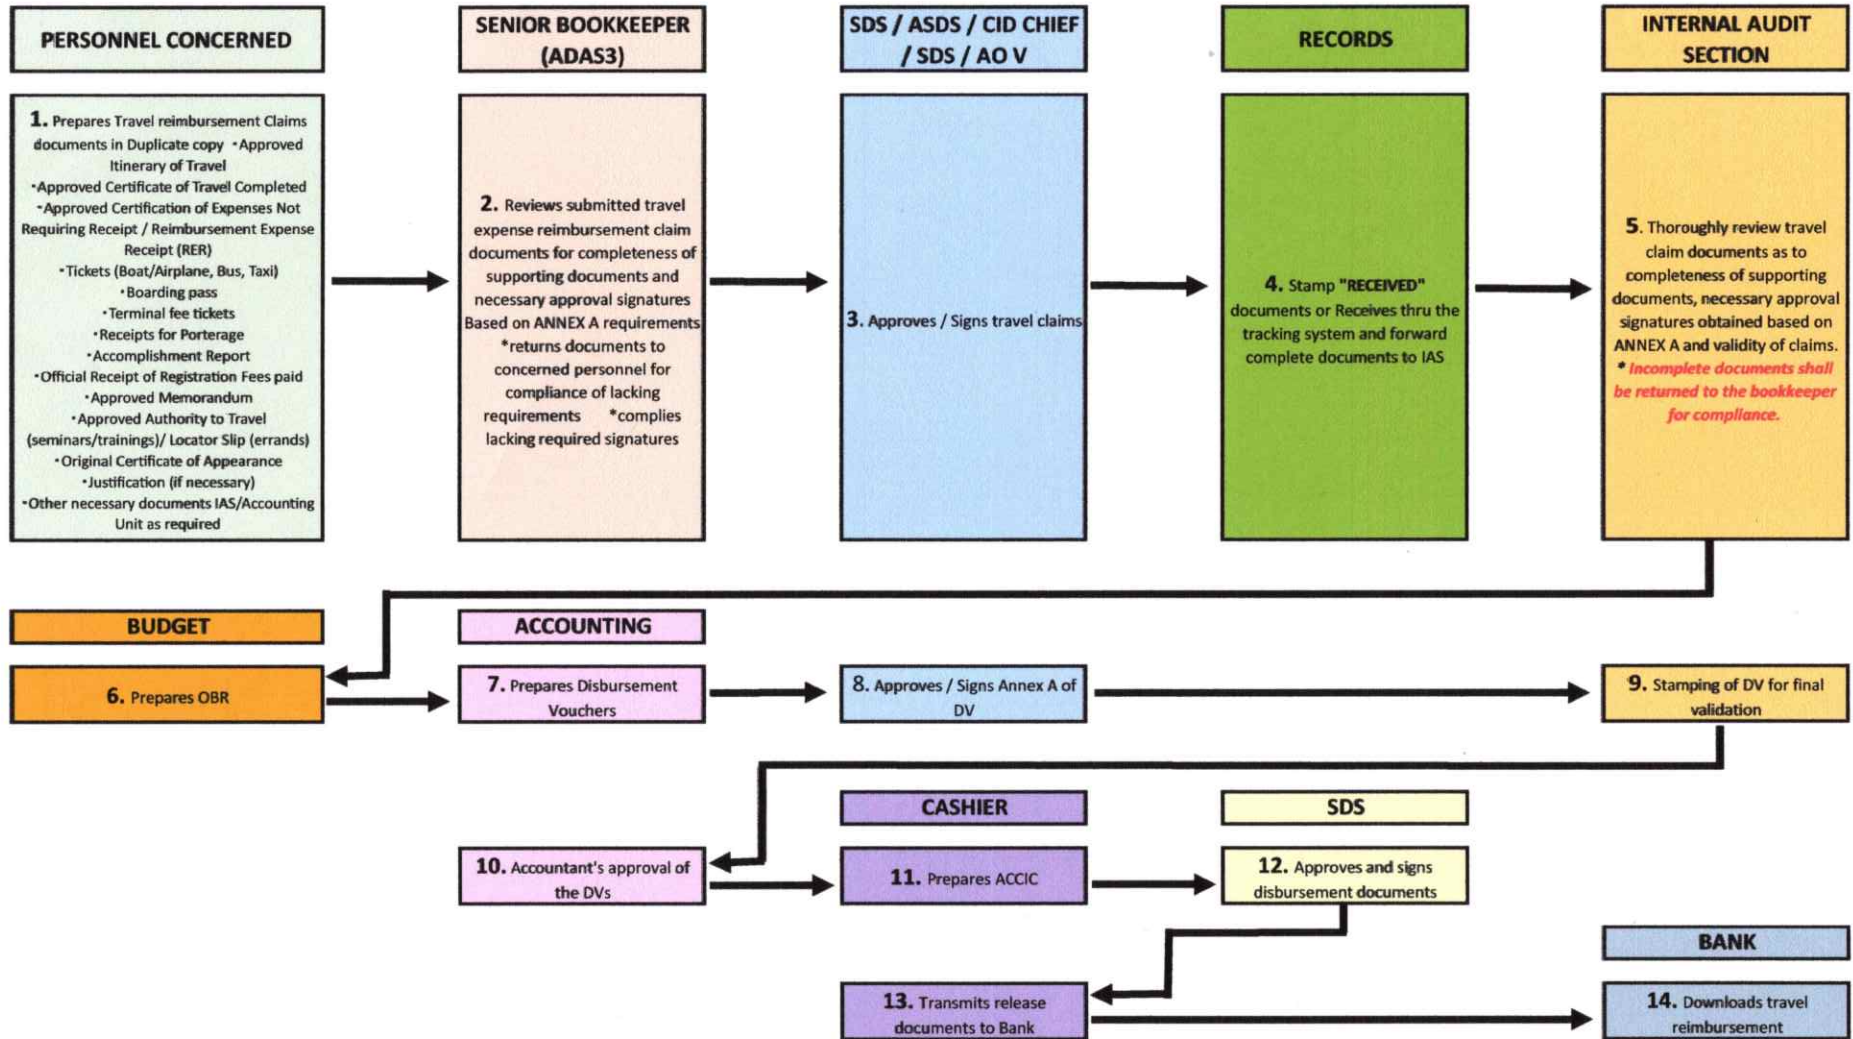 PERSONNEL CONCERNED
SENIOR BOOKKEEPER
(ADAS3)
SDS / ASDS / CID CHIEF
/ SDS / AO V
RECORDS
INTERNAL AUDIT
SECTION
1. Prepares Travel reimbursement Claims
documents in Duplicate copy •Approved
Itinerary of Travel
•Approved Certificate of Travel Completed
•Approved Certification of Expenses Not
Requiring Receipt / Reimbursement Expense
Receipt (RER)
•Tickets (Boat/Airplane, Bus, Taxi)
•Boarding pass
•Terminal fee tickets
•Receipts for Porterage
•Accomplishment Report
•Official Receipt of Registration Fees paid
•Approved Memorandum
•Approved Authority to Travel
(seminars/trainings)/ Locator Slip (errands)
•Original Certificate of Appearance
•Justification (if necessary)
•Other necessary documents IAS/Accounting
Unit as required
2. Reviews submitted travel
expense reimbursement claim
documents for completeness of
supporting documents and
necessary approval signatures
Based on ANNEX A requirements
*returns documents to
concerned personnel for
compliance of lacking
requirements *complies
lacking required signatures
3. Approves / Signs travel claims
4. Stamp "RECEIVED"
documents or Receives thru the
tracking system and forward
complete documents to IAS
5. Thoroughly review travel
claim documents as to
completeness of supporting
documents, necessary approval
signatures obtained based on
ANNEX A and validity of claims.
* Incomplete documents shall
be returned to the bookkeeper
for compliance.
BUDGET
ACCOUNTING
6. Prepares OBR
7. Prepares Disbursement
Vouchers
8. Approves / Signs Annex A of
DV
9. Stamping of DV for final
validation
CASHIER
SDS
10. Accountant's approval of
the DVs
11. Prepares ACCIC
12. Approves and signs
disbursement documents
BANK
13. Transmits release
documents to Bank
14. Downloads travel
reimbursement